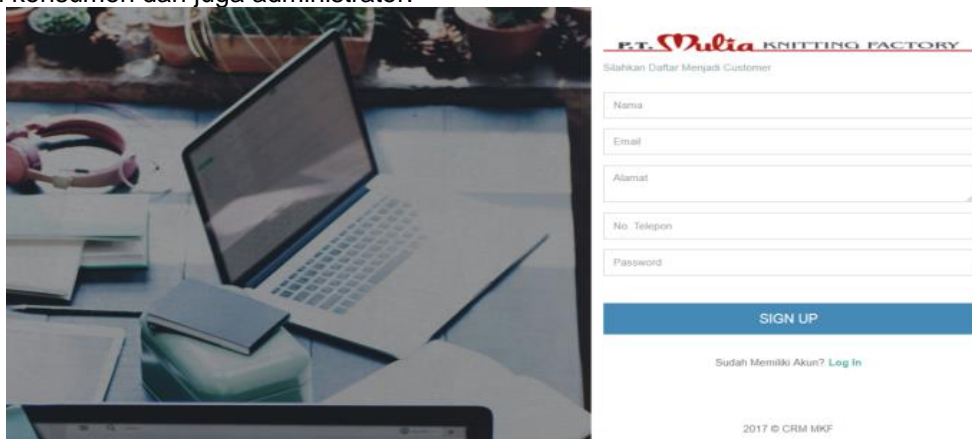 konsumen dan juga administrator.
P.T. Mulia KNITTING FACTORY
Silahkan Daftar Menjadi Customer
Nama
Email
Alamat
No. Telepon
Password
SIGN UP
Sudah Memiliki Akun? Log In
2017 © CRM MKF